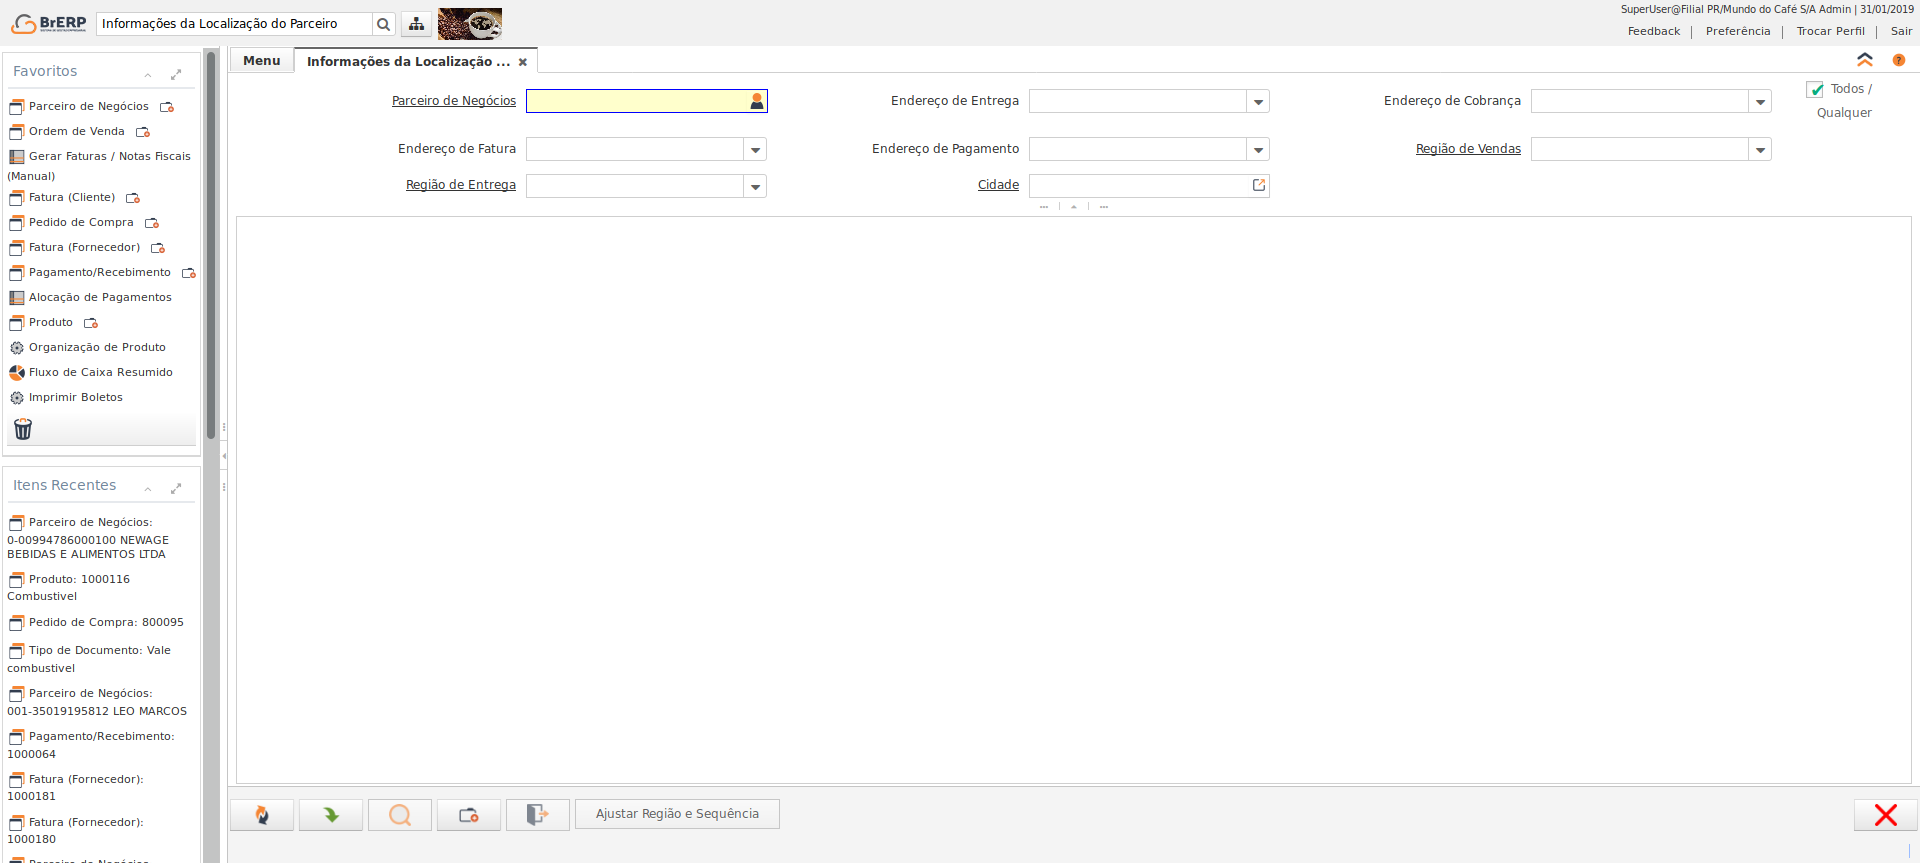 BrERP
Informações da Localização do Parceiro
SuperUser@Filial PR/Mundo do Café S/A Admin | 31/01/2019
Feedback | Preferência | Trocar Perfil | Sair
Menu
Informações da Localização ...
Favoritos
Parceiro de Negócios
Ordem de Venda
Gerar Faturas / Notas Fiscais
(Manual)
Fatura (Cliente)
Pedido de Compra
Fatura (Fornecedor)
Pagamento/Recebimento
Alocação de Pagamentos
Produto
Organização de Produto
Fluxo de Caixa Resumido
Imprimir Boletos
Itens Recentes
Parceiro de Negócios:
0-00994786000100 NEWAGE
BEBIDAS E ALIMENTOS LTDA
Produto: 1000116
Combustivel
Pedido de Compra: 800095
Tipo de Documento: Vale
combustivel
Parceiro de Negócios:
001-35019195812 LEO MARCOS
Pagamento/Recebimento:
1000064
Fatura (Fornecedor):
1000181
Fatura (Fornecedor):
1000180
Parceiro de Negócios
Parceiro de Negócios
Endereço de Entrega
Endereço de Cobrança
Todos /
Qualquer
Endereço de Fatura
Endereço de Pagamento
Região de Vendas
Região de Entrega
Cidade
Ajustar Região e Sequência